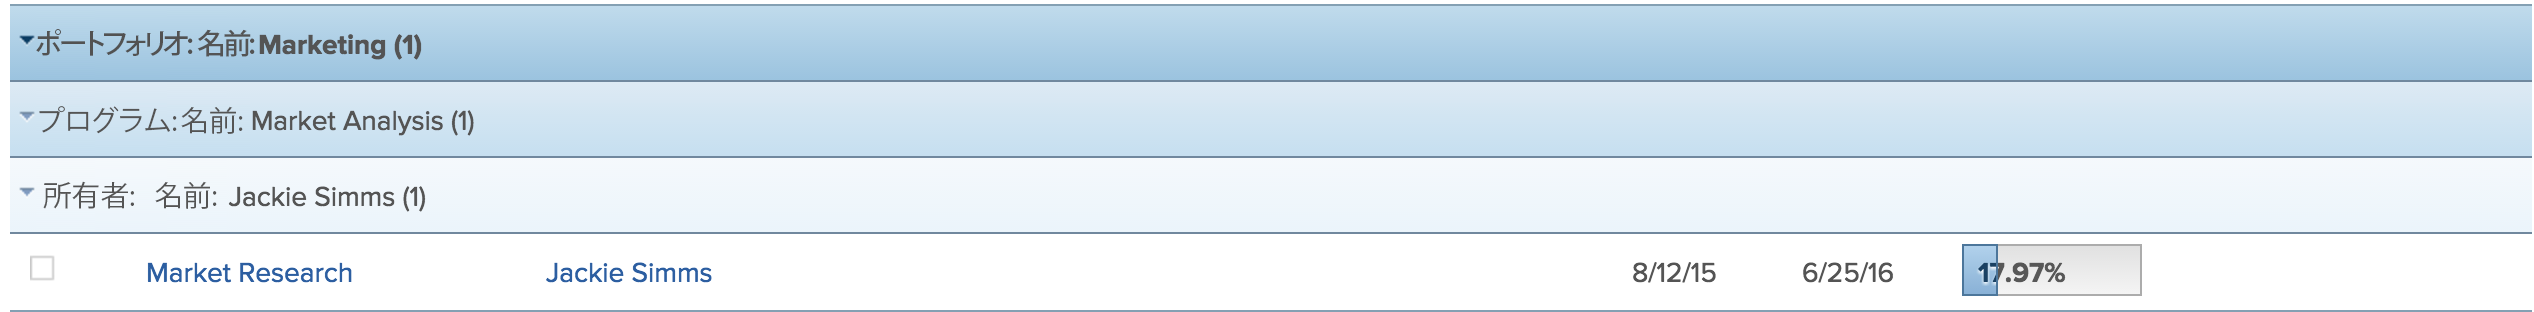 ポートフォリオ: 名前: Marketing (1)
プログラム: 名前: Market Analysis (1)
所有者: 名前: Jackie Simms (1)
Market Research Jackie Simms 8/12/15 6/25/16 17.97%